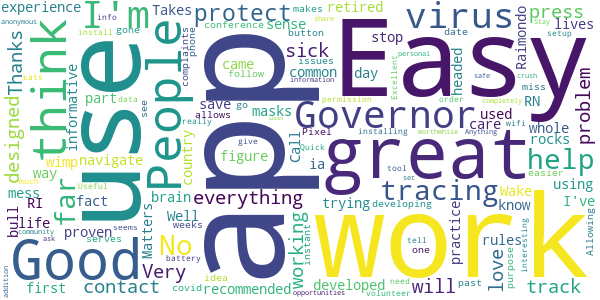 experience
I'm
Takes
makes
retired
share
info
anonymous
install
gone
phone
complaints
conference
button
protect
sense
virus
press
date
Stay
setup
Thanks
informative
think
use
People
app
Easy
came
follow
issues
sick
stop
lives
Raimondo
headed
Excellent
personal
safe
crush
RN
miss
problem
common
day
information
permission
order
completely
designed
part
data
see
save
go
masks
allows
really
Governor
used
care
whole
rocks
help
great
far
way
wimp
navigate
country
figure
give
Call
Pixel
ia
Quick
installing
wifi
worthwhile
Anything
easier
mess
RI
fact
Useful
eats
much
brain
everything
over
working
instant
trying
developing
tracing
tool
set
Wake
know
using
I've
bull
life
proven
Matters
Well
weeks
No
work
practice
will
love
rules
purpose
interesting
track
Allowing
Good
serves
community
ask
seems
battery
Very
idea
developed
tell
one
need
past
volunteer
first
contact
covid
recommended
opportunities
addition